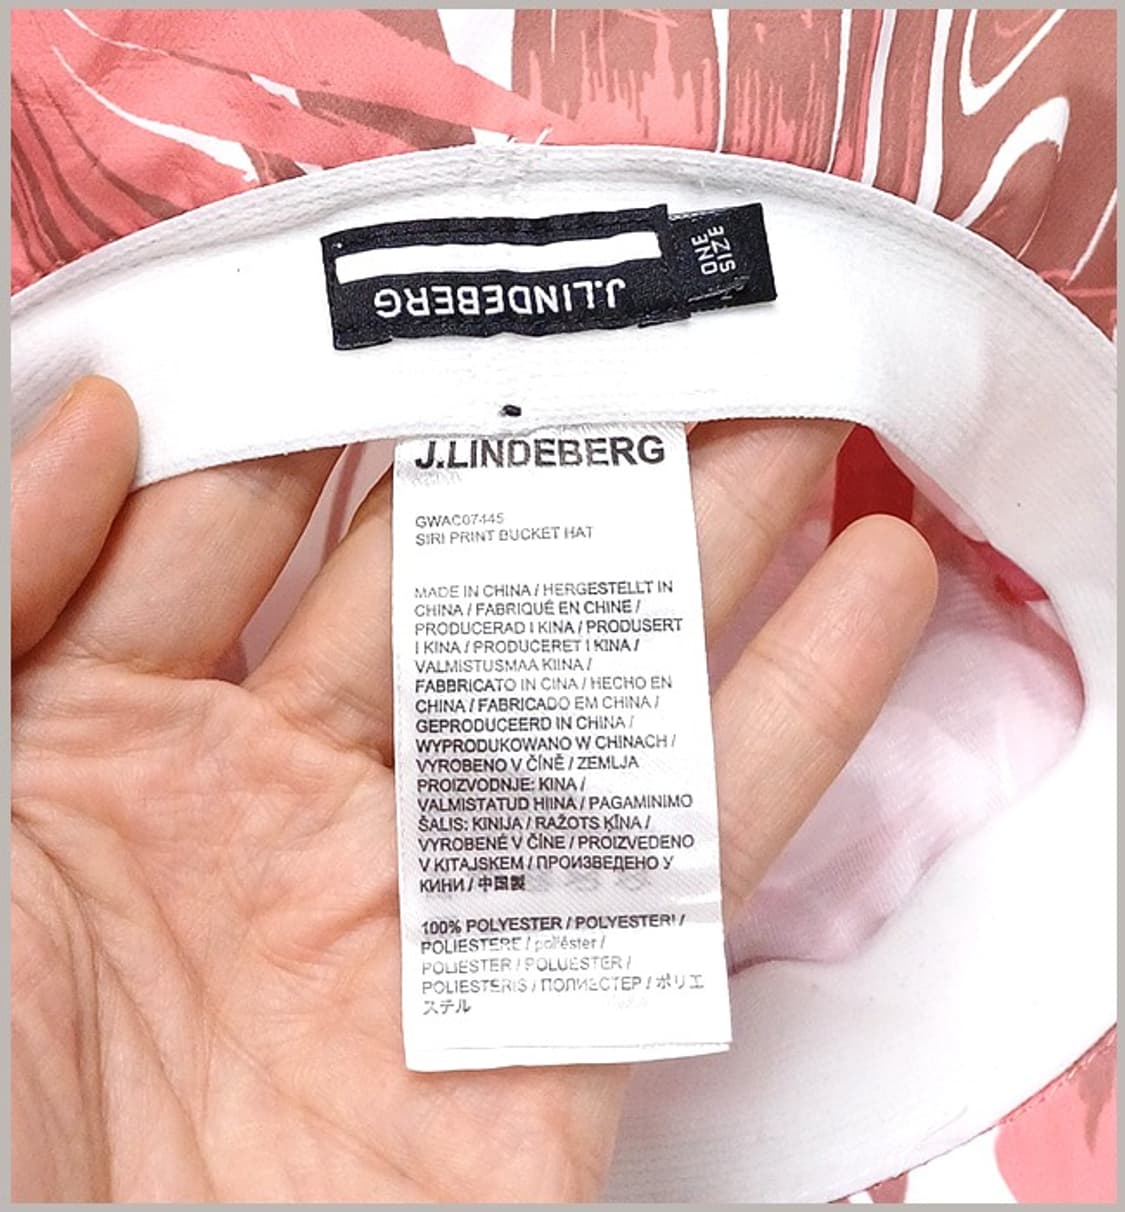 J.LINDEBERG
ONE
SIZE
J.LINDEBERG
GWAC07445
SIRI PRINT BUCKET HAT
MADE IN CHINA / HERGESTELLT IN
CHINA / FABRIQUÉ EN CHINE /
PRODUCERAD I KINA / PRODUSERT
I KINA / PRODUCERET I KINA /
VALMISTUSMAA KIINA /
FABBRICATO IN CINA / HECHO EN
CHINA / FABRICADO EM CHINA /
GEPRODUCEERD IN CHINA /
WYPRODUKOWANO W CHINACH /
VYROBENO V ČÍNĚ / ZEMLJA
PROIZVODNJE: KINA /
VALMISTATUD HIINA / PAGAMINIMO
ŠALIS: KINIJA / RAŽOTS ĶĪNA /
VYROBENÉ V ČÍNE / PROIZVEDENO
V KITAJSKEM / ПРОИЗВЕДЕНО У
КИНИ / 中国製
100% POLYESTER / POLYESTERI /
POLIESTERE / poliéster /
POLIESTER / POLÜESTER /
POLIESTERIS / ПОЛИЕСТЕР / ポリエ
ステル